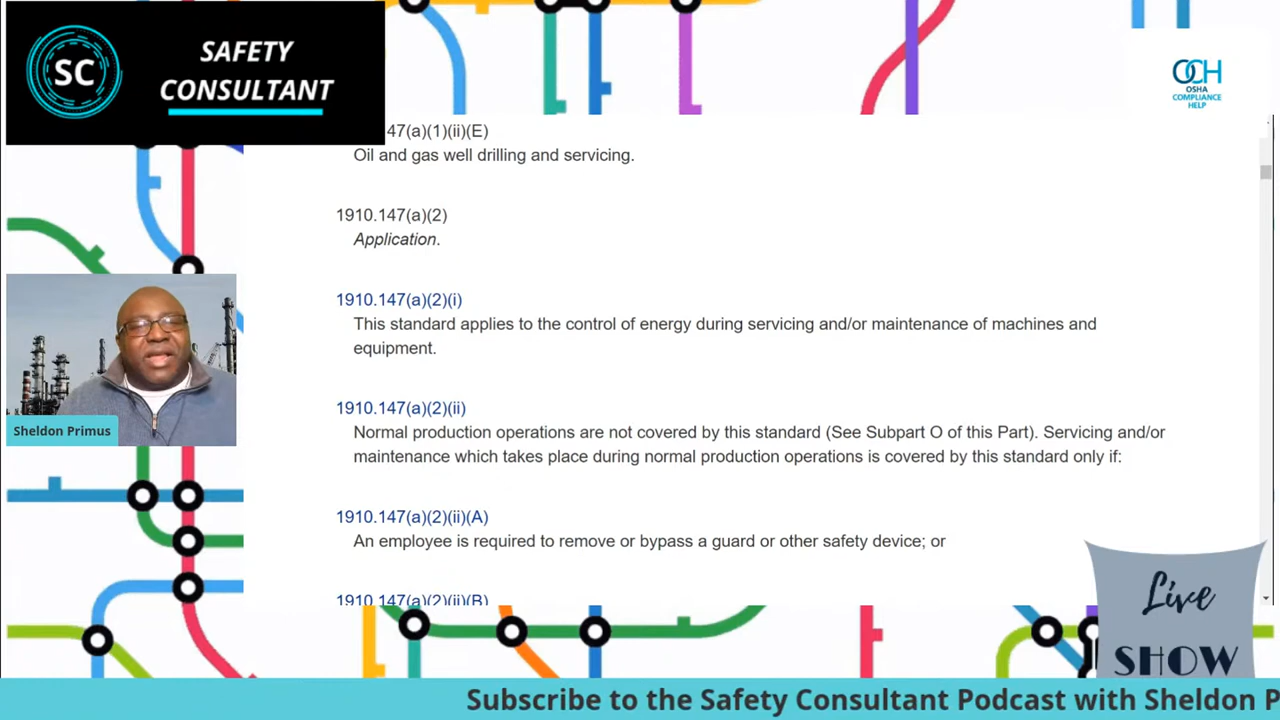 SC
SAFETY
CONSULTANT
OCH
OSHA
COMPLIANCE
HELP
47(a)(1)(ii)(E)
Oil and gas well drilling and servicing.
1910.147(a)(2)
Application.
1910.147(a)(2)(i)
This standard applies to the control of energy during servicing and/or maintenance of machines and
equipment.
1910.147(a)(2)(ii)
Normal production operations are not covered by this standard (See Subpart O of this Part). Servicing and/or
maintenance which takes place during normal production operations is covered by this standard only if:
1910.147(a)(2)(ii)(A)
An employee is required to remove or bypass a guard or other safety device; or
1910.147(a)(2)(ii)(B)
Sheldon Primus
Live
SHOW
Subscribe to the Safety Consultant Podcast with Sheldon P